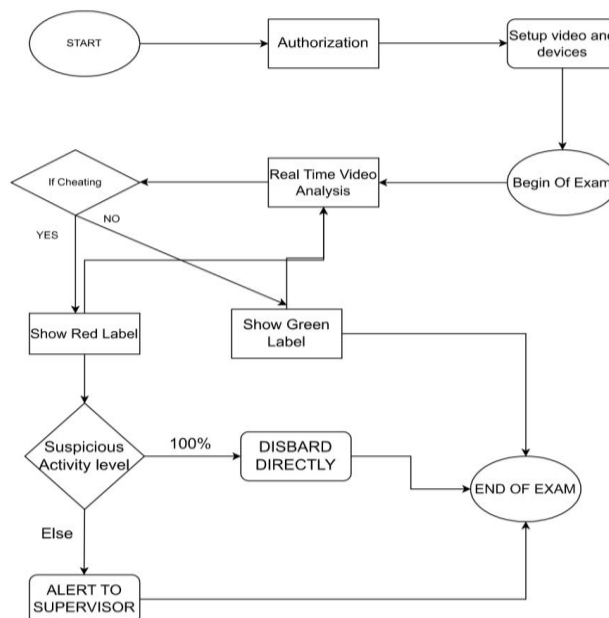 START
Authorization
Setup video and
devices
If Cheating
Real Time Video
Analysis
Begin Of Exam
YES
NO
Show Red Label
Show Green
Label
Suspicious
Activity level
100%
DISBARD
DIRECTLY
END OF EXAM
Else
ALERT TO
SUPERVISOR